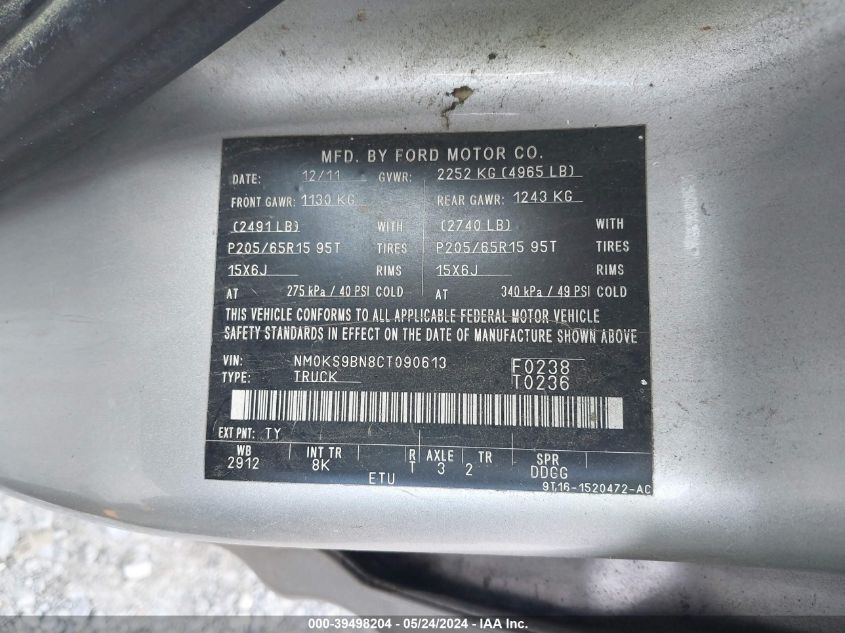 MFD. BY FORD MOTOR CO.
DATE: 12/11 GVWR: 2252 KG (4965 LB)
FRONT GAWR: 1130 KG REAR GAWR: 1243 KG
(2491 LB) WITH (2740 LB) WITH
P205/65R15 95T TIRES P205/65R15 95T TIRES
15X6J RIMS 15X6J RIMS
AT 275 kPa / 40 PSI COLD AT 340 kPa / 49 PSI COLD
THIS VEHICLE CONFORMS TO ALL APPLICABLE FEDERAL MOTOR VEHICLE
SAFETY STANDARDS IN EFFECT ON THE DATE OF MANUFACTURE SHOWN ABOVE
VIN: NM0KS9BN8CT090613 F0238
TYPE: TRUCK T0236
EXT PNT: TY
WB INT TR R AXLE TR SPR
2912 8K T 3 2 DDGG
ETU 9T16-1520472-AC
000-39498204 - 05/24/2024 - IAA Inc.